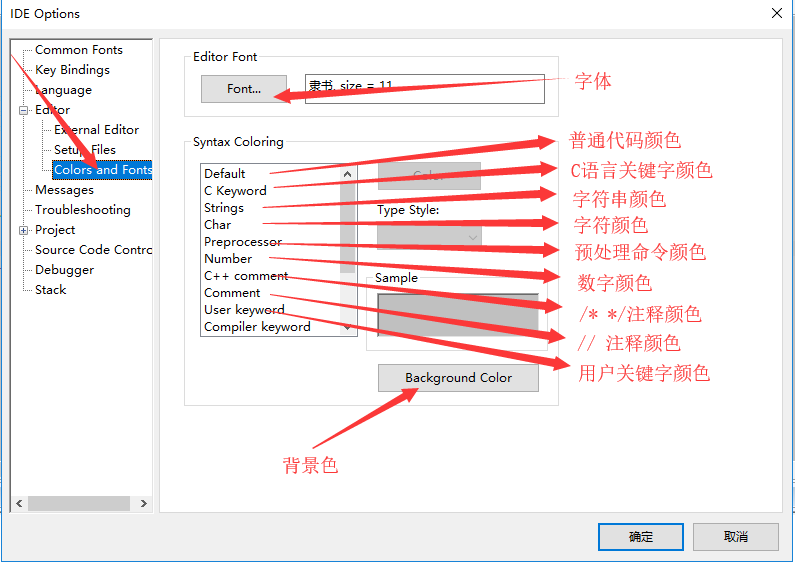 IDE Options
Common Fonts
Key Bindings
Language
Editor
External Editor
Setup Files
Colors and Fonts
Messages
Troubleshooting
Project
Source Code Contro
Debugger
Stack
Editor Font
Font...
隶书, size = 11
字体
Syntax Coloring
Default
C Keyword
Strings
Char
Preprocessor
Number
C++ comment
Comment
User keyword
Compiler keyword
Color
Type Style:
Sample
Background Color
普通代码颜色
C语言关键字颜色
字符串颜色
字符颜色
预处理命令颜色
数字颜色
/* */注释颜色
// 注释颜色
用户关键字颜色
背景色
确定
取消